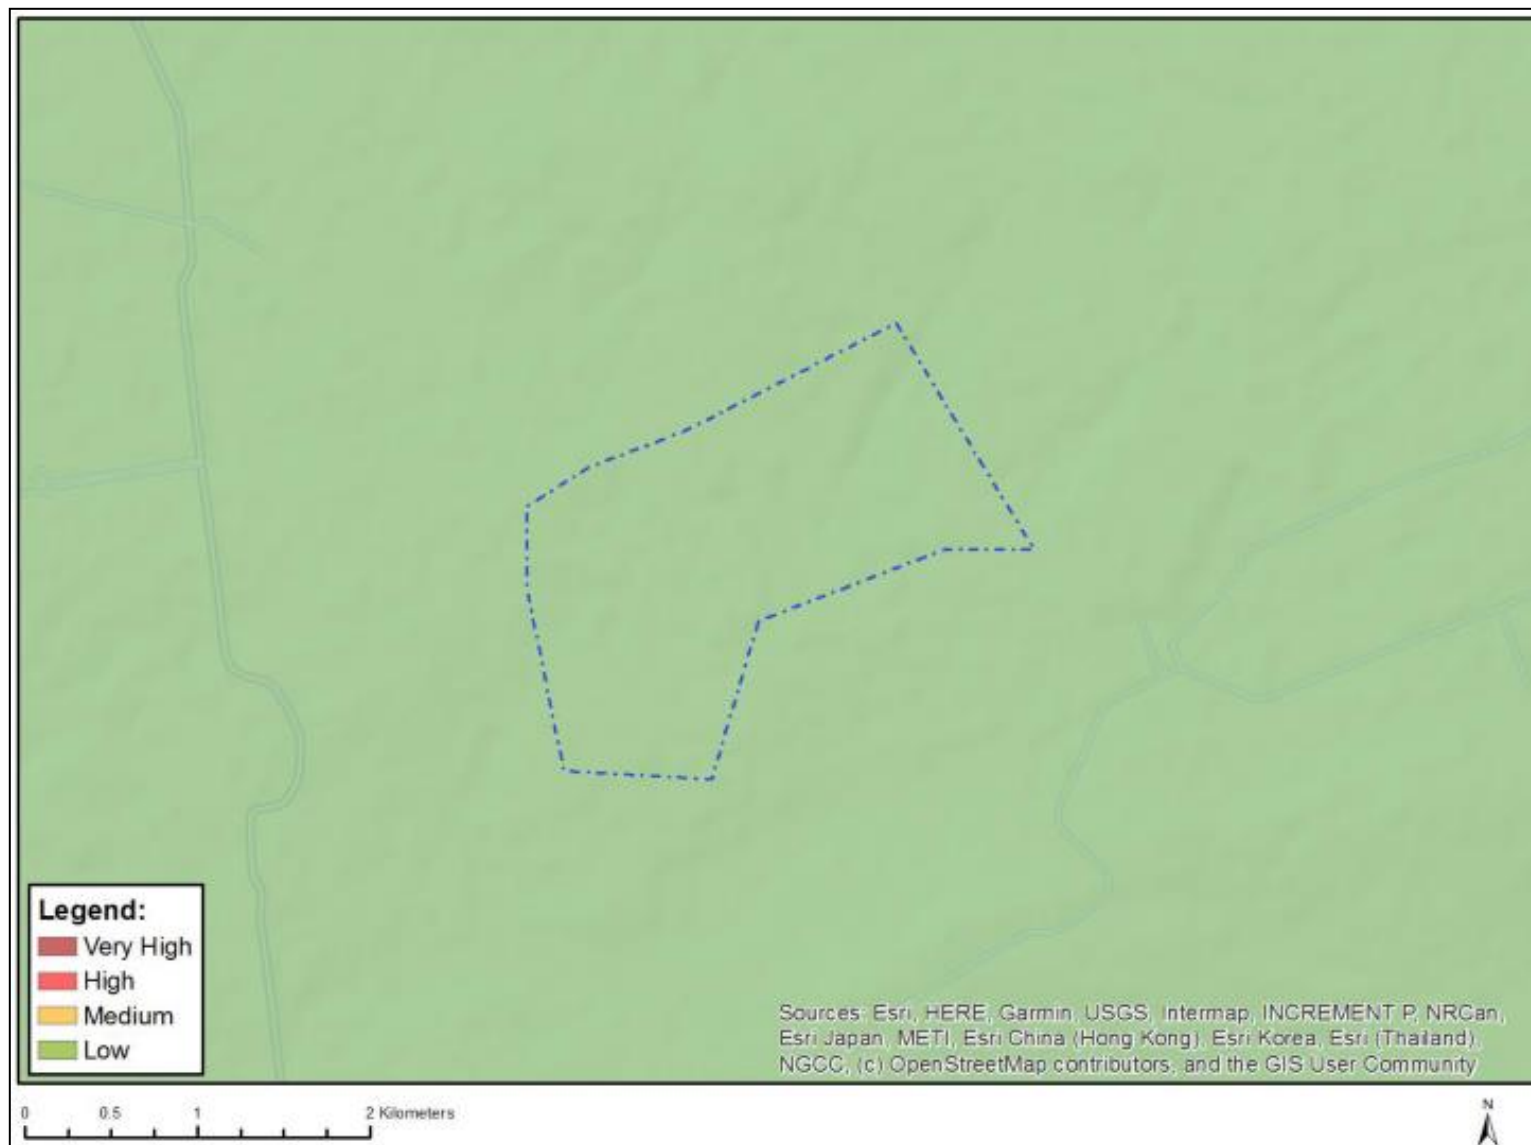 Legend:
Very High
High
Medium
Low
Sources: Esri, HERE, Garmin, USGS, Intermap, INCREMENT P, NRCan,
Esri Japan, METI, Esri China (Hong Kong), Esri Korea, Esri (Thailand),
NGCC, (c) OpenStreetMap contributors, and the GIS User Community
0 0.5 1 2 Kilometers
N